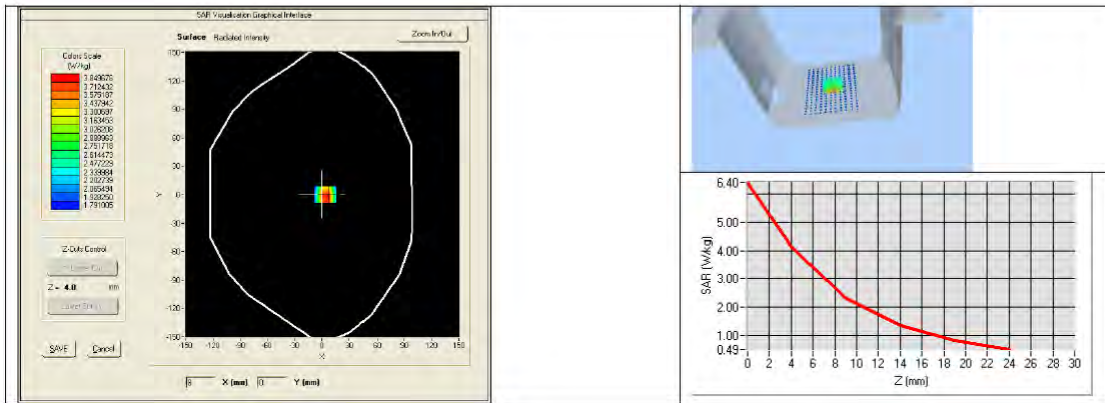 SAR Visualisation Graphical Interface
Surface Radiated Intensity
Zoom In/Out
Colors Scale
(W/kg)
3.849676
3.712432
3.575187
3.437942
3.300697
3.163453
3.026208
2.888963
2.751718
2.614473
2.477229
2.339984
2.202739
2.065494
1.928250
1.791005
150
120
90
60
30
Y
0
-30
-60
-90
-120
-150
-150 -120 -90 -60 -30 0 30 60 90 120 150
X
Z-Cuts Control
Z = 4.0 mm
SAVE Cancel
8 X (mm) 0 Y (mm)
6.40
5.00
4.00
3.00
2.00
1.00
0.49
SAR (W/kg)
0 2 4 6 8 10 12 14 16 18 20 22 24 26 28 30
Z (mm)